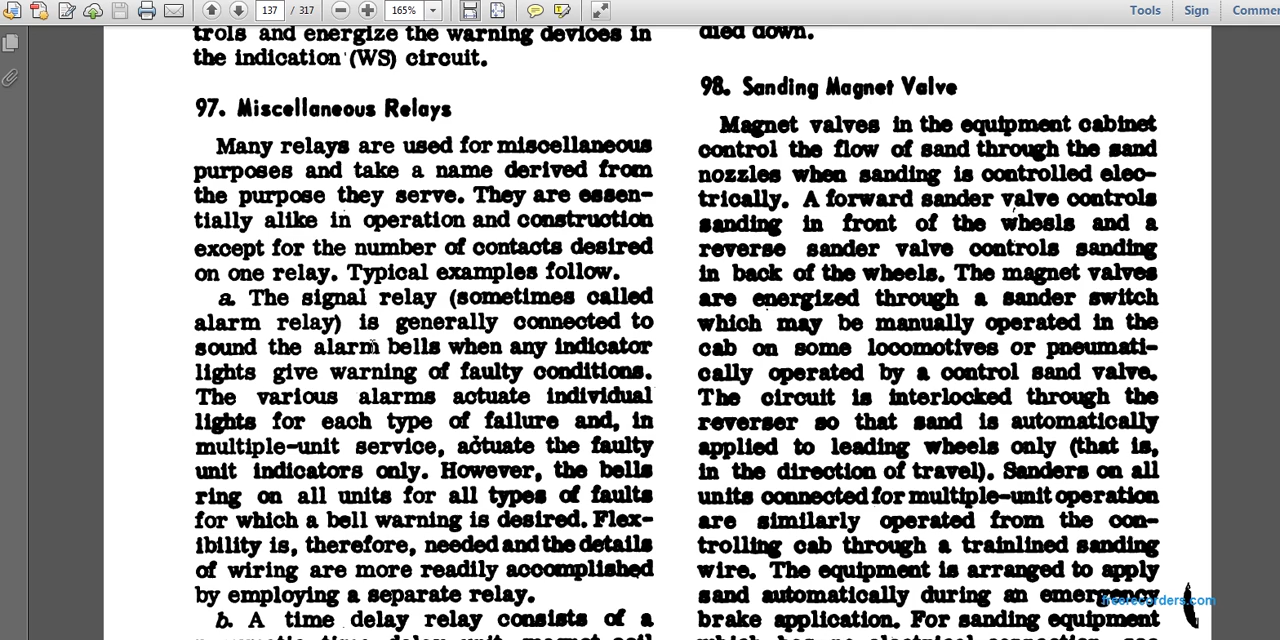 137 / 317 165% Tools Sign Commen
trols and energize the warning devices in
the indication (WS) circuit.
97. Miscellaneous Relays
Many relays are used for miscellaneous
purposes and take a name derived from
the purpose they serve. They are essen-
tially alike in operation and construction
except for the number of contacts desired
on one relay. Typical examples follow.
a. The signal relay (sometimes called
alarm relay) is generally connected to
sound the alarm bells when any indicator
lights give warning of faulty conditions.
The various alarms actuate individual
lights for each type of failure and, in
multiple-unit service, actuate the faulty
unit indicators only. However, the bells
ring on all units for all types of faults
for which a bell warning is desired. Flex-
ibility is, therefore, needed and the details
of wiring are more readily accomplished
by employing a separate relay.
b. A time delay relay consists of a
died down.
98. Sanding Magnet Valve
Magnet valves in the equipment cabinet
control the flow of sand through the sand
nozzles when sanding is controlled elec-
trically. A forward sander valve controls
sanding in front of the wheels and a
reverse sander valve controls sanding
in back of the wheels. The magnet valves
are energized through a sander switch
which may be manually operated in the
cab on some locomotives or pneumati-
cally operated by a control sand valve.
The circuit is interlocked through the
reverser so that sand is automatically
applied to leading wheels only (that is,
in the direction of travel). Sanders on all
units connected for multiple-unit operation
are similarly operated from the con-
trolling cab through a trainlined sanding
wire. The equipment is arranged to apply
sand automatically during an emergency
brake application. For sanding equipment
freerecorders.com